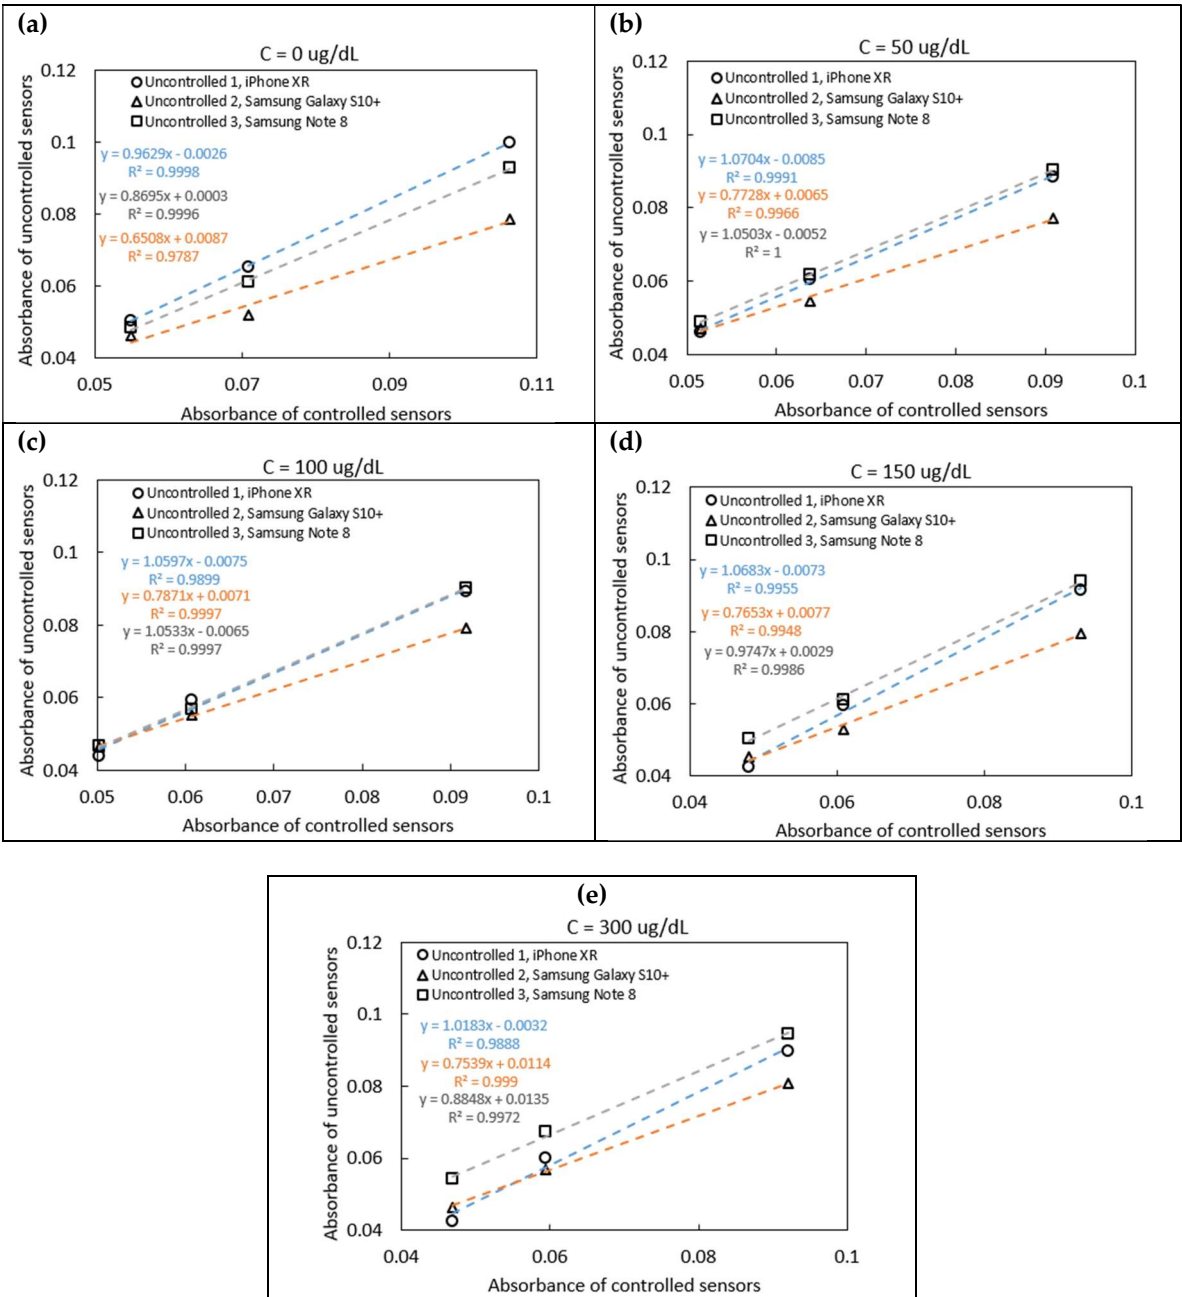 (a)
C = 0 ug/dL
Absorbance of uncontrolled sensors
0.12
0.1
0.08
0.06
0.04
Uncontrolled 1, iPhone XR
Uncontrolled 2, Samsung Galaxy S10+
Uncontrolled 3, Samsung Note 8
y = 0.9629x - 0.0026
R² = 0.9998
y = 0.8695x + 0.0003
R² = 0.9996
y = 0.6508x + 0.0087
R² = 0.9787
0.05 0.07 0.09 0.11
Absorbance of controlled sensors
(b)
C = 50 ug/dL
Absorbance of uncontrolled sensors
0.12
0.1
0.08
0.06
0.04
Uncontrolled 1, iPhone XR
Uncontrolled 2, Samsung Galaxy S10+
Uncontrolled 3, Samsung Note 8
y = 1.0704x - 0.0085
R² = 0.9991
y = 0.7728x + 0.0065
R² = 0.9966
y = 1.0503x - 0.0052
R² = 1
0.05 0.06 0.07 0.08 0.09 0.1
Absorbance of controlled sensors
(c)
C = 100 ug/dL
Absorbance of uncontrolled sensors
0.12
0.1
0.08
0.06
0.04
Uncontrolled 1, iPhone XR
Uncontrolled 2, Samsung Galaxy S10+
Uncontrolled 3, Samsung Note 8
y = 1.0597x - 0.0075
R² = 0.9899
y = 0.7871x + 0.0071
R² = 0.9997
y = 1.0533x - 0.0065
R² = 0.9997
0.05 0.06 0.07 0.08 0.09 0.1
Absorbance of controlled sensors
(d)
C = 150 ug/dL
Absorbance of uncontrolled sensors
0.12
0.1
0.08
0.06
0.04
Uncontrolled 1, iPhone XR
Uncontrolled 2, Samsung Galaxy S10+
Uncontrolled 3, Samsung Note 8
y = 1.0683x - 0.0073
R² = 0.9955
y = 0.7653x + 0.0077
R² = 0.9948
y = 0.9747x + 0.0029
R² = 0.9986
0.04 0.06 0.08 0.1
Absorbance of controlled sensors
(e)
C = 300 ug/dL
Absorbance of uncontrolled sensors
0.12
0.1
0.08
0.06
0.04
Uncontrolled 1, iPhone XR
Uncontrolled 2, Samsung Galaxy S10+
Uncontrolled 3, Samsung Note 8
y = 1.0183x - 0.0032
R² = 0.9888
y = 0.7539x + 0.0114
R² = 0.999
y = 0.8848x + 0.0135
R² = 0.9972
0.04 0.06 0.08 0.1
Absorbance of controlled sensors